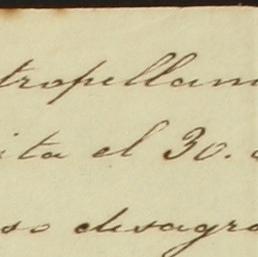 tropellam
ita el 30.
so desagra